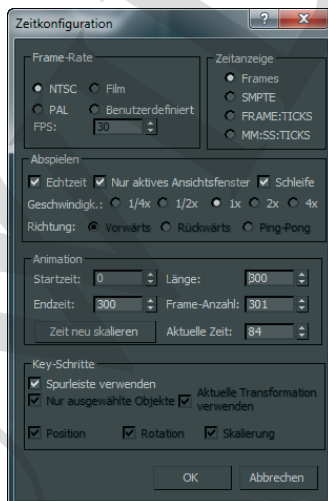 Zeitkonfiguration
Frame-Rate
NTSC Film
PAL Benutzerdefiniert
FPS: 30
Zeitanzeige
Frames
SMPTE
FRAME:TICKS
MM:SS:TICKS
Abspielen
Echtzeit Nur aktives Ansichtsfenster Schleife
Geschwindigk.: 1/4x 1/2x 1x 2x 4x
Richtung: Vorwärts Rückwärts Ping-Pong
Animation
Startzeit: 0 Länge: 300
Endzeit: 300 Frame-Anzahl: 301
Zeit neu skalieren Aktuelle Zeit: 84
Key-Schritte
Spurleiste verwenden
Nur ausgewählte Objekte Aktuelle Transformation
verwenden
Position Rotation Skalierung
OK Abbrechen